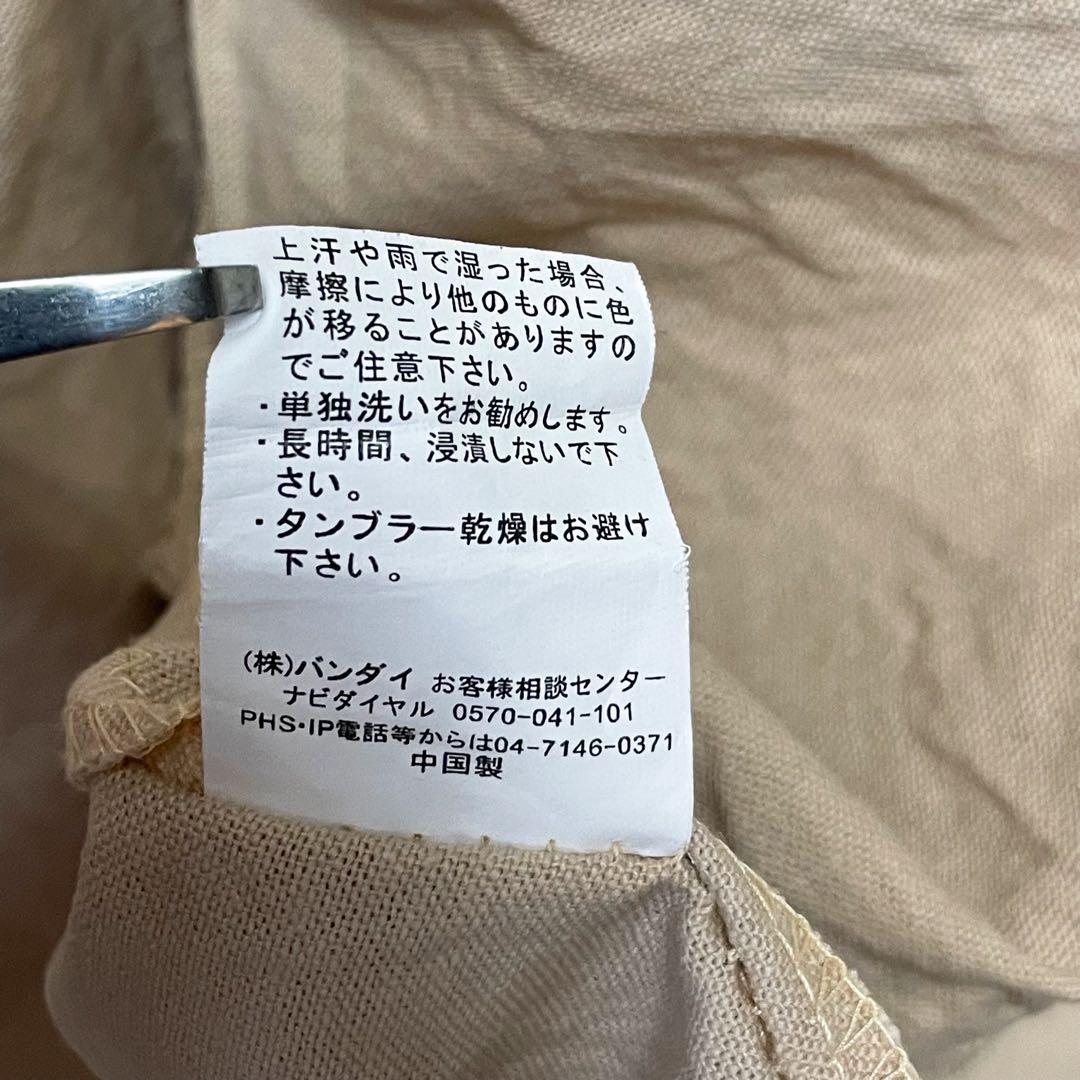 上汗や雨で湿った場合、
摩擦により他のものに色
が移ることがありますの
でご住意下さい。
・単独洗いをお勧めします。
・長時間、浸漬しないで下
さい。
・タンブラー乾燥はお避け
下さい。
(株)バンダイ お客様相談センター
ナビダイヤル 0570-041-101
PHS・IP電話等からは04-7146-0371
中国製